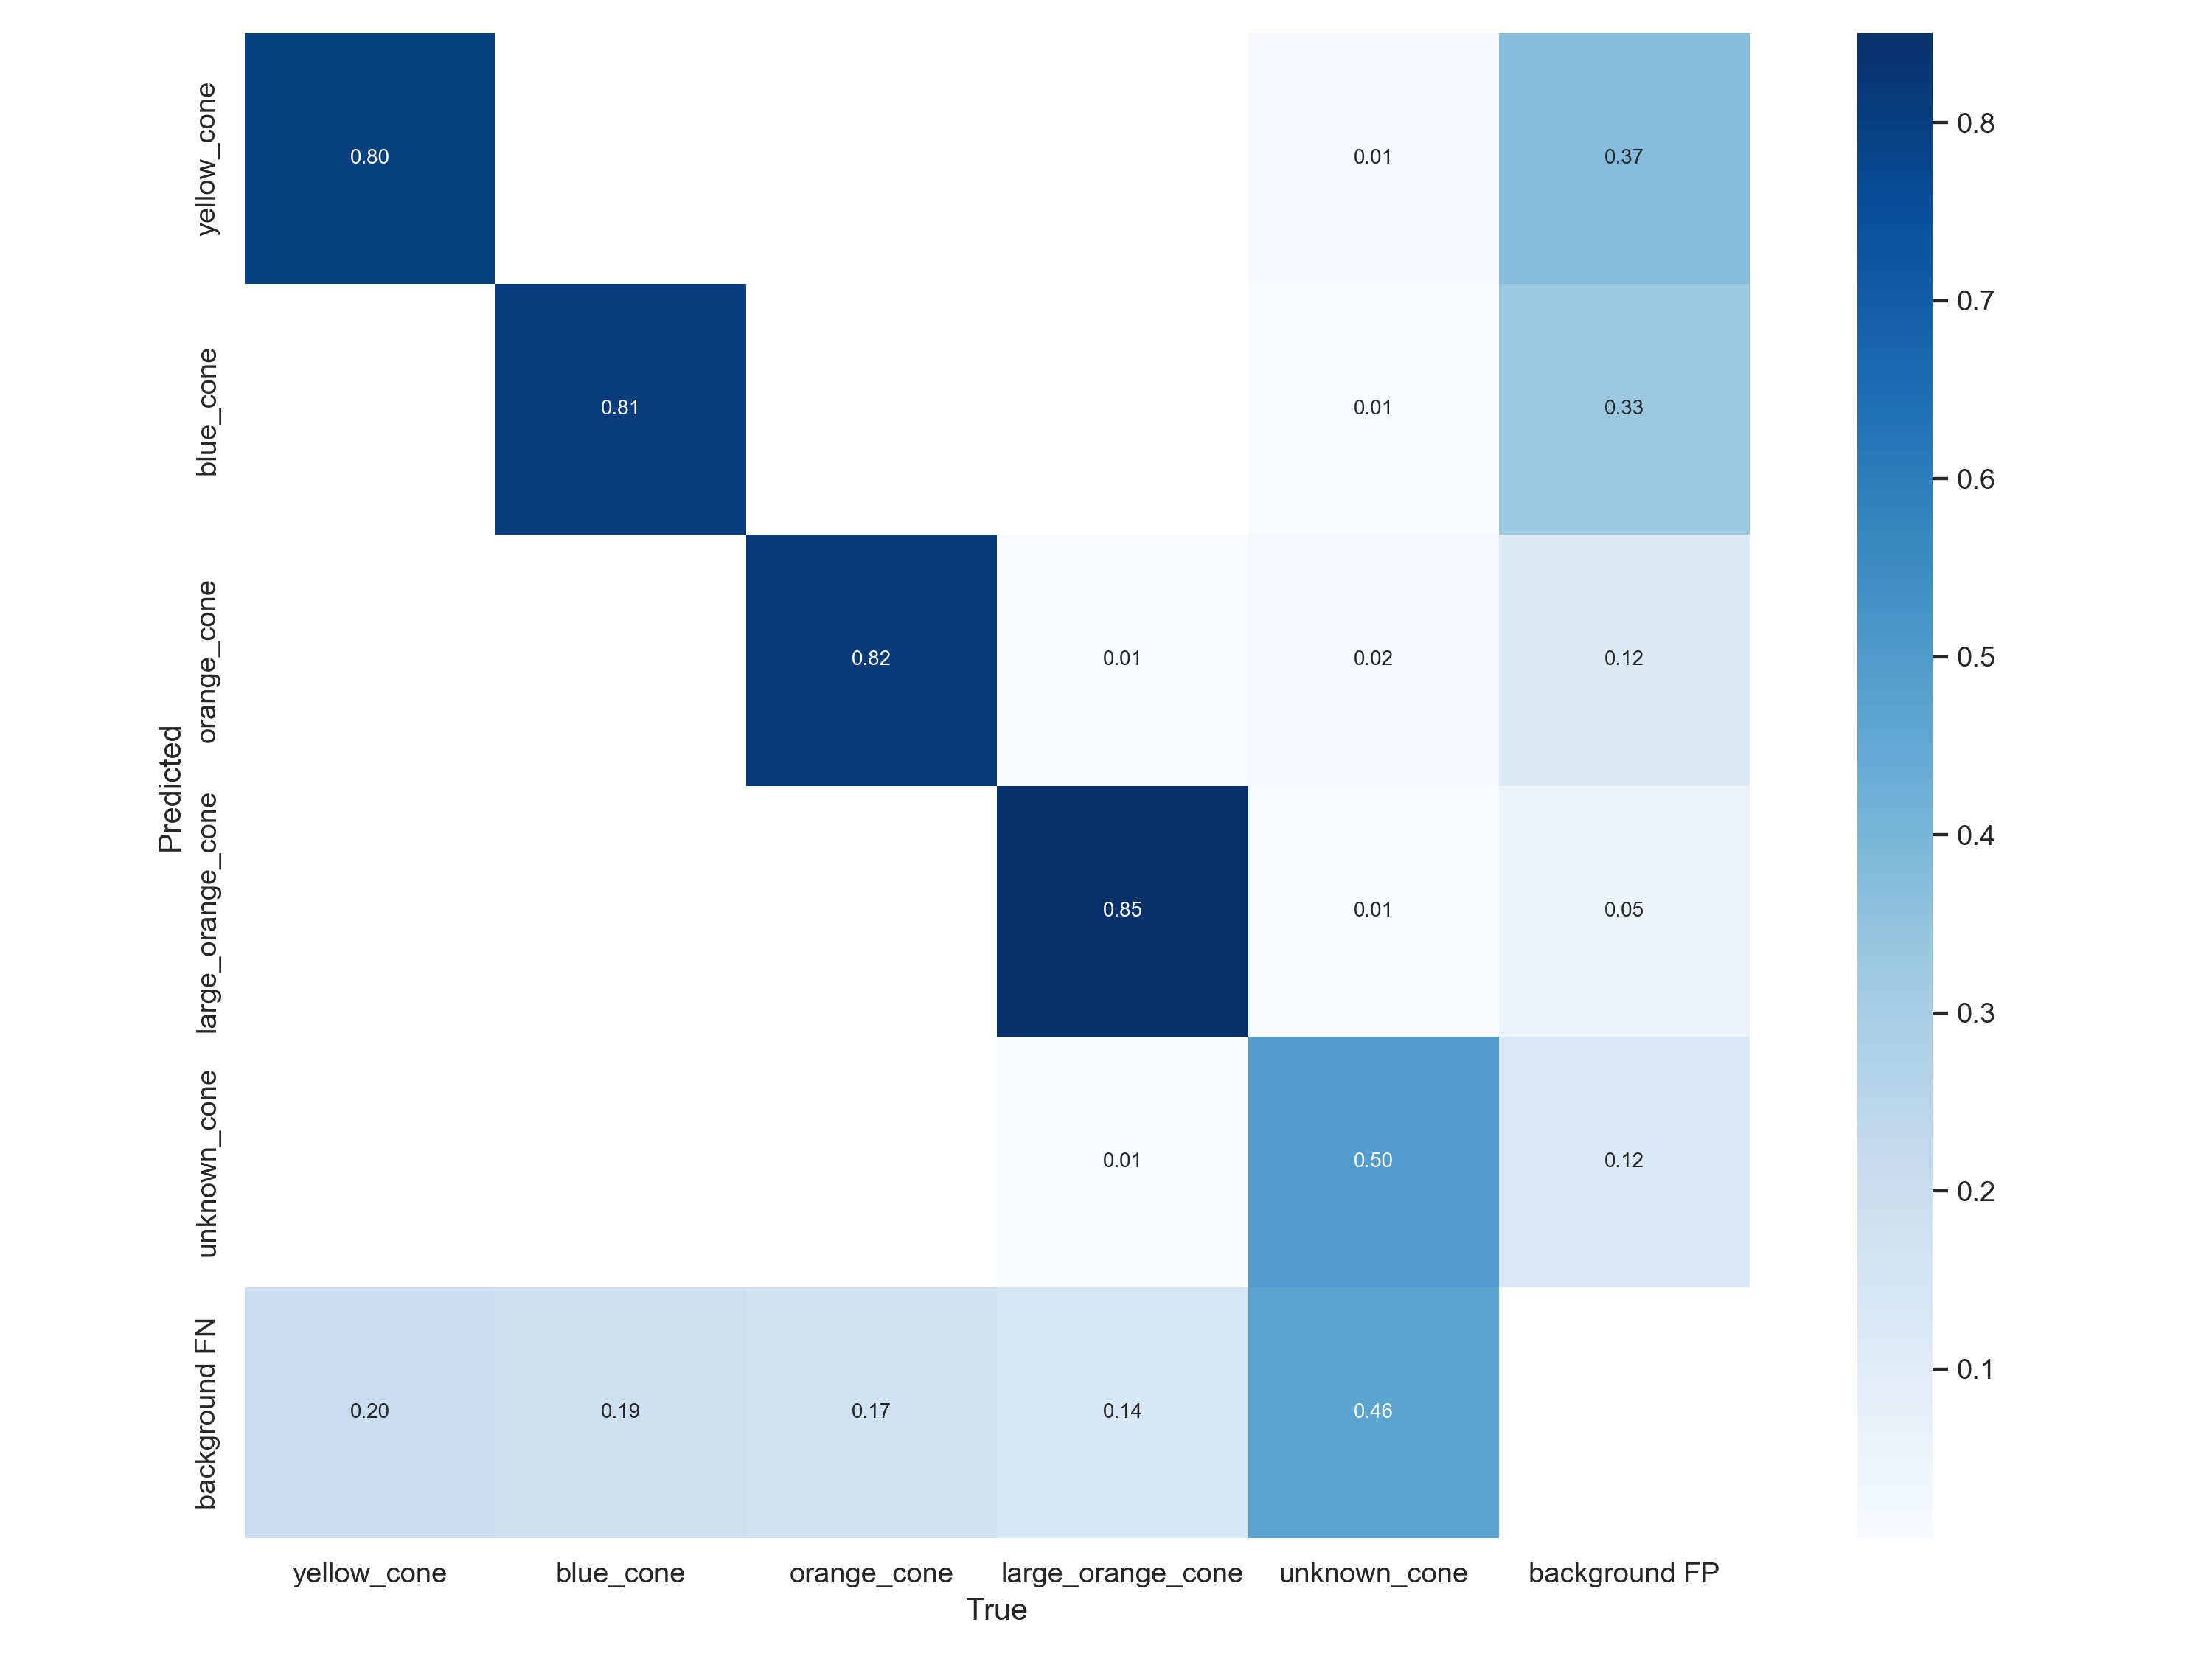 yellow_cone
0.80
0.01
0.37
blue_cone
0.81
0.01
0.33
orange_cone
0.82
0.01
0.02
0.12
large_orange_cone
0.85
0.01
0.05
unknown_cone
0.01
0.50
0.12
background FN
0.20
0.19
0.17
0.14
0.46
Predicted
yellow_cone
blue_cone
orange_cone
large_orange_cone
unknown_cone
background FP
True
0.8
0.7
0.6
0.5
0.4
0.3
0.2
0.1